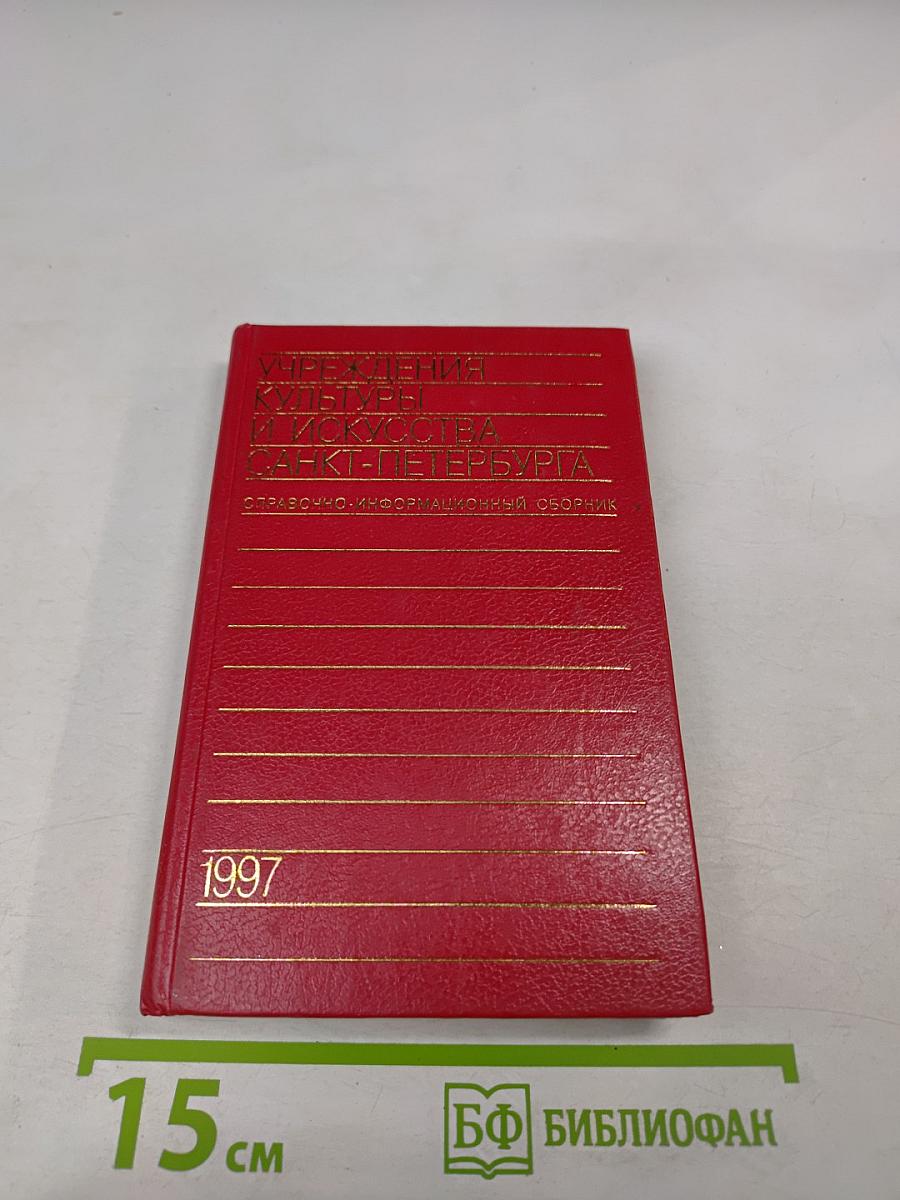 УЧРЕЖДЕНИЯ
КУЛЬТУРЫ
И ИСКУССТВА
САНКТ-ПЕТЕРБУРГА
СПРАВОЧНО-ИНФОРМАЦИОННЫЙ СБОРНИК
1997
15 см
БФ БИБЛИОФАН